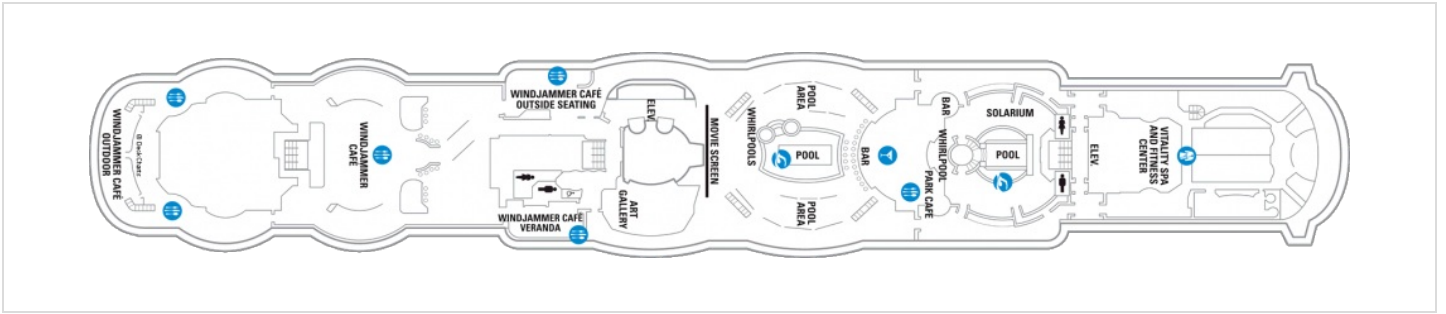 WINDJAMMER CAFÉ
OUTDOOR
WINDJAMMER
CAFÉ
WINDJAMMER CAFÉ
OUTSIDE SEATING
WINDJAMMER CAFÉ
VERANDA
ELEV.
ART
GALLERY
MOVIE SCREEN
WHIRLPOOLS
POOL
AREA
POOL
POOL
AREA
BAR
BAR
WHIRLPOOL
PARK CAFÉ
SOLARIUM
POOL
ELEV.
VITALITY SPA
AND FITNESS
CENTER